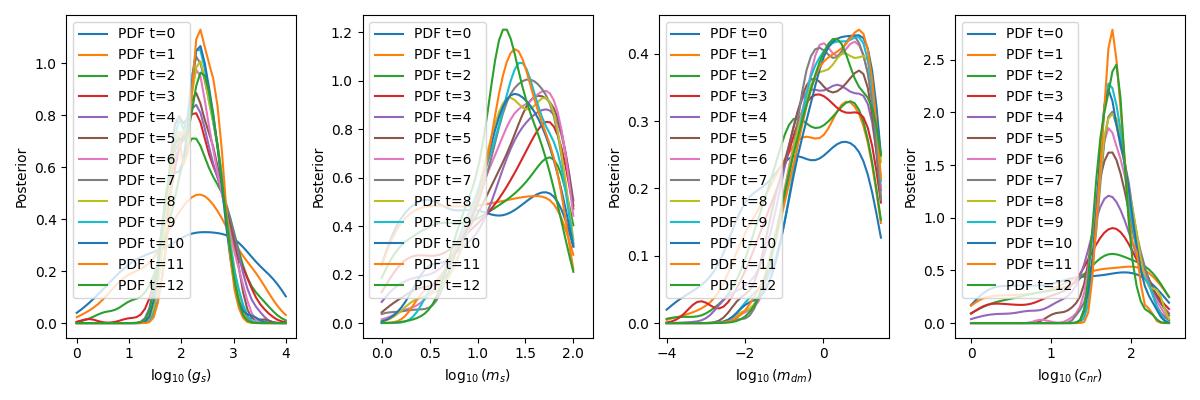 Posterior
1.0
0.8
0.6
0.4
0.2
0.0
PDF t=0
PDF t=1
PDF t=2
PDF t=3
PDF t=4
PDF t=5
PDF t=6
PDF t=7
PDF t=8
PDF t=9
PDF t=10
PDF t=11
PDF t=12
0 1 2 3 4
log10 (gs)
Posterior
1.2
1.0
0.8
0.6
0.4
0.2
0.0
PDF t=0
PDF t=1
PDF t=2
PDF t=3
PDF t=4
PDF t=5
PDF t=6
PDF t=7
PDF t=8
PDF t=9
PDF t=10
PDF t=11
PDF t=12
0.0 0.5 1.0 1.5 2.0
log10 (ms)
Posterior
0.4
0.3
0.2
0.1
0.0
PDF t=0
PDF t=1
PDF t=2
PDF t=3
PDF t=4
PDF t=5
PDF t=6
PDF t=7
PDF t=8
PDF t=9
PDF t=10
PDF t=11
PDF t=12
−4 −2 0
log10 (mdm)
Posterior
2.5
2.0
1.5
1.0
0.5
0.0
PDF t=0
PDF t=1
PDF t=2
PDF t=3
PDF t=4
PDF t=5
PDF t=6
PDF t=7
PDF t=8
PDF t=9
PDF t=10
PDF t=11
PDF t=12
0 1 2
log10 (cnr)